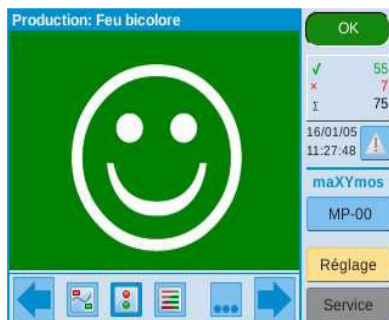 Production: Feu bicolore
OK
✓ 55
× 7
Σ 75
16/01/05
11:27:48
maXYmos
MP-00
Réglage
Service